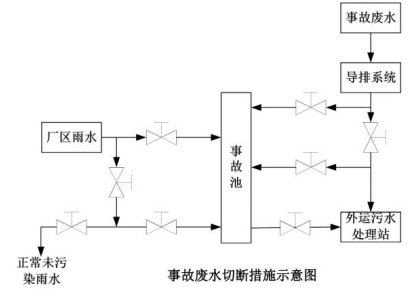 事故废水
导排系统
厂区雨水
事
故
池
外运污水
处理站
正常未污
染雨水
事故废水切断措施示意图